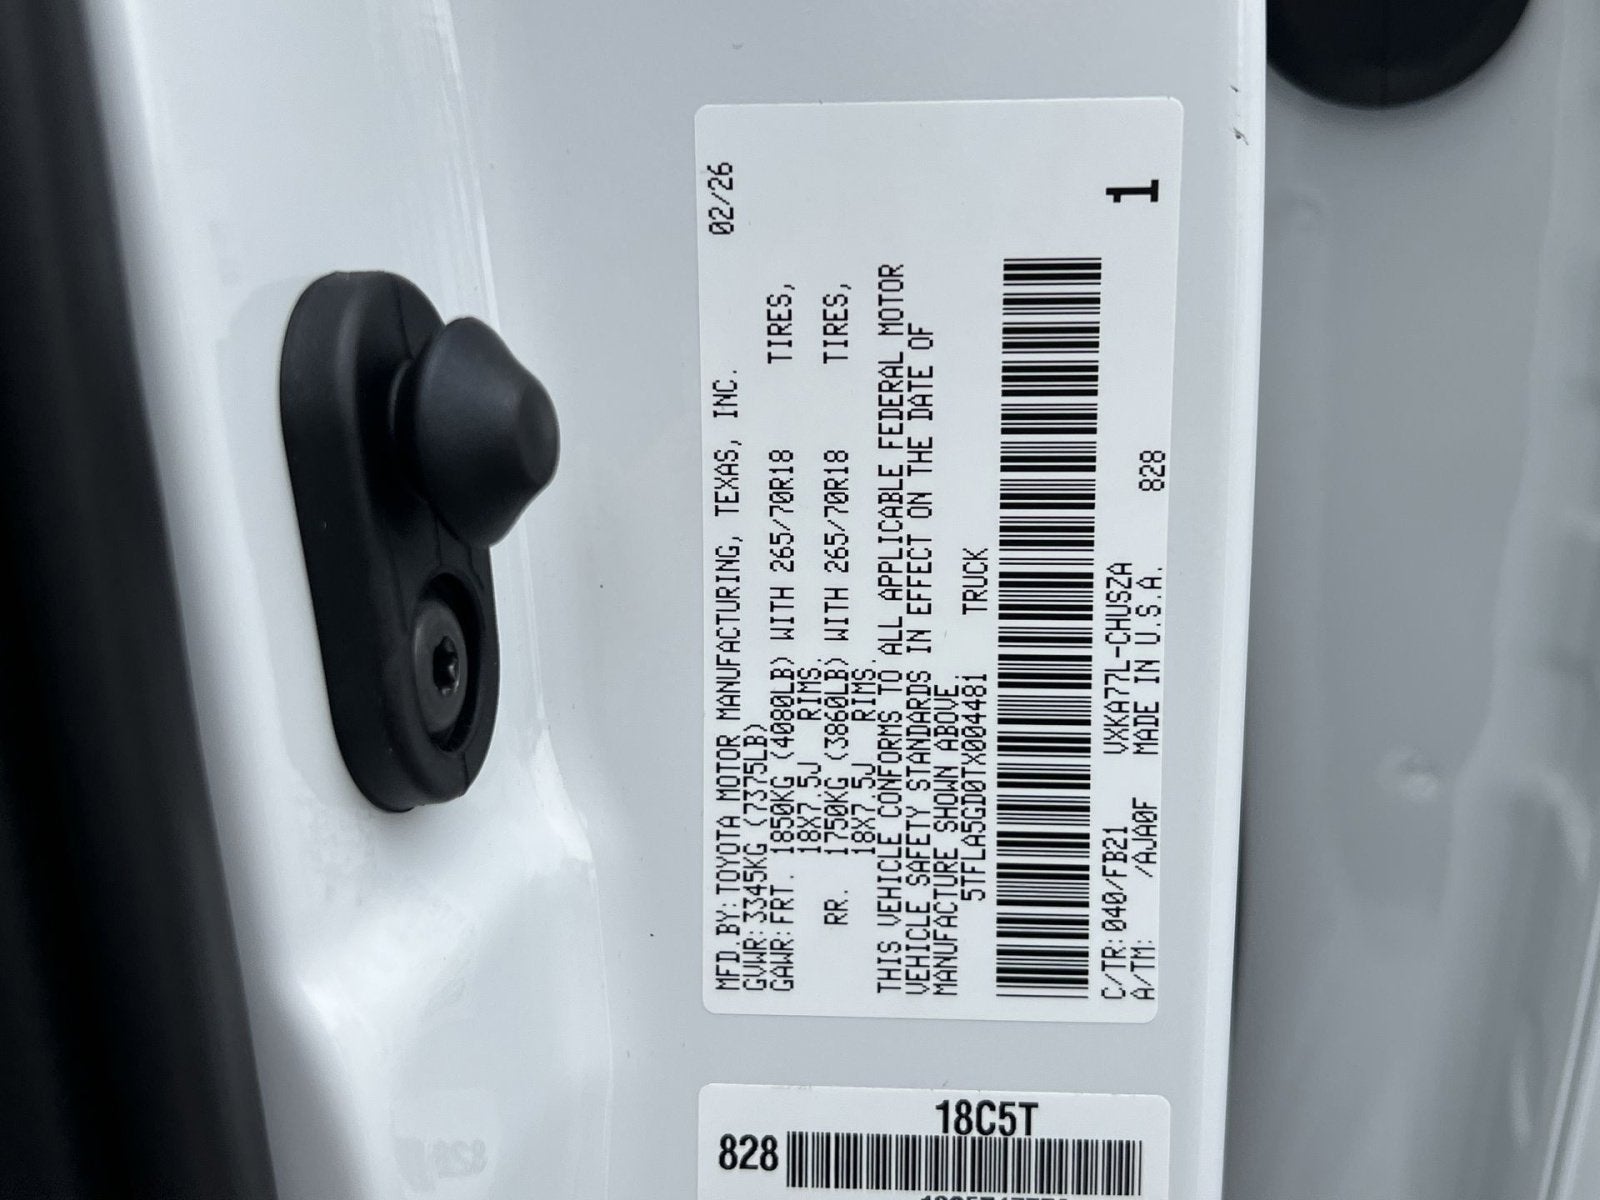 MFD.BY:TOYOTA MOTOR MANUFACTURING, TEXAS, INC. 02/26
GVWR:3345KG (7375LB)
GAWR:FRT. 1850KG (4080LB) WITH 265/70R18 TIRES,
18X7.5J RIMS.
RR. 1750KG (3860LB) WITH 265/70R18 TIRES,
18X7.5J RIMS.
THIS VEHICLE CONFORMS TO ALL APPLICABLE FEDERAL MOTOR
VEHICLE SAFETY STANDARDS IN EFFECT ON THE DATE OF
MANUFACTURE SHOWN ABOVE.
5TFLA5GD0TX004481 TRUCK
C/TR:040/FB21 VXKA77L-CHUSZA 1
A/TM: /AJA0F MADE IN U.S.A. 828
18C5T
828